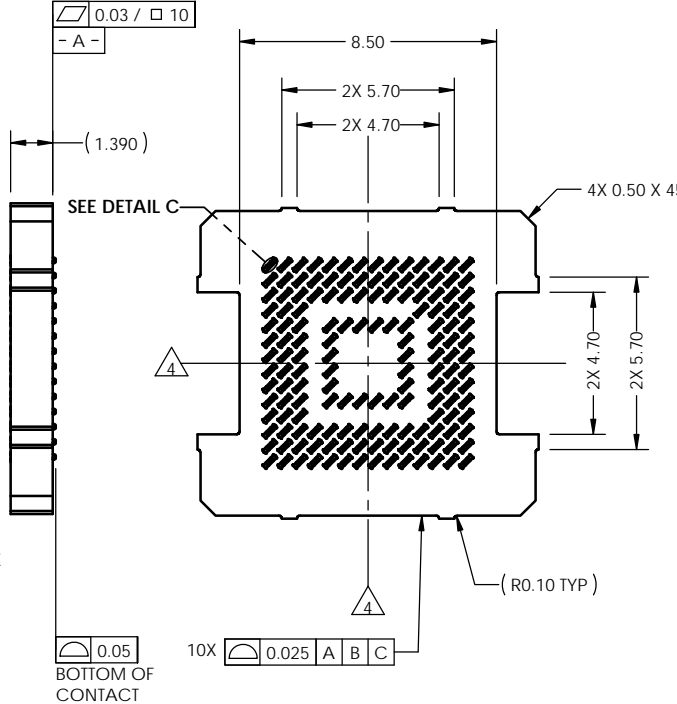 0.03 / □ 10
- A -
8.50
2X 5.70
2X 4.70
( 1.390 )
SEE DETAIL C
4X 0.50 X 45
4
2X 4.70
2X 5.70
( R0.10 TYP )
4
0.05
BOTTOM OF
CONTACT
10X 0.025 A B C